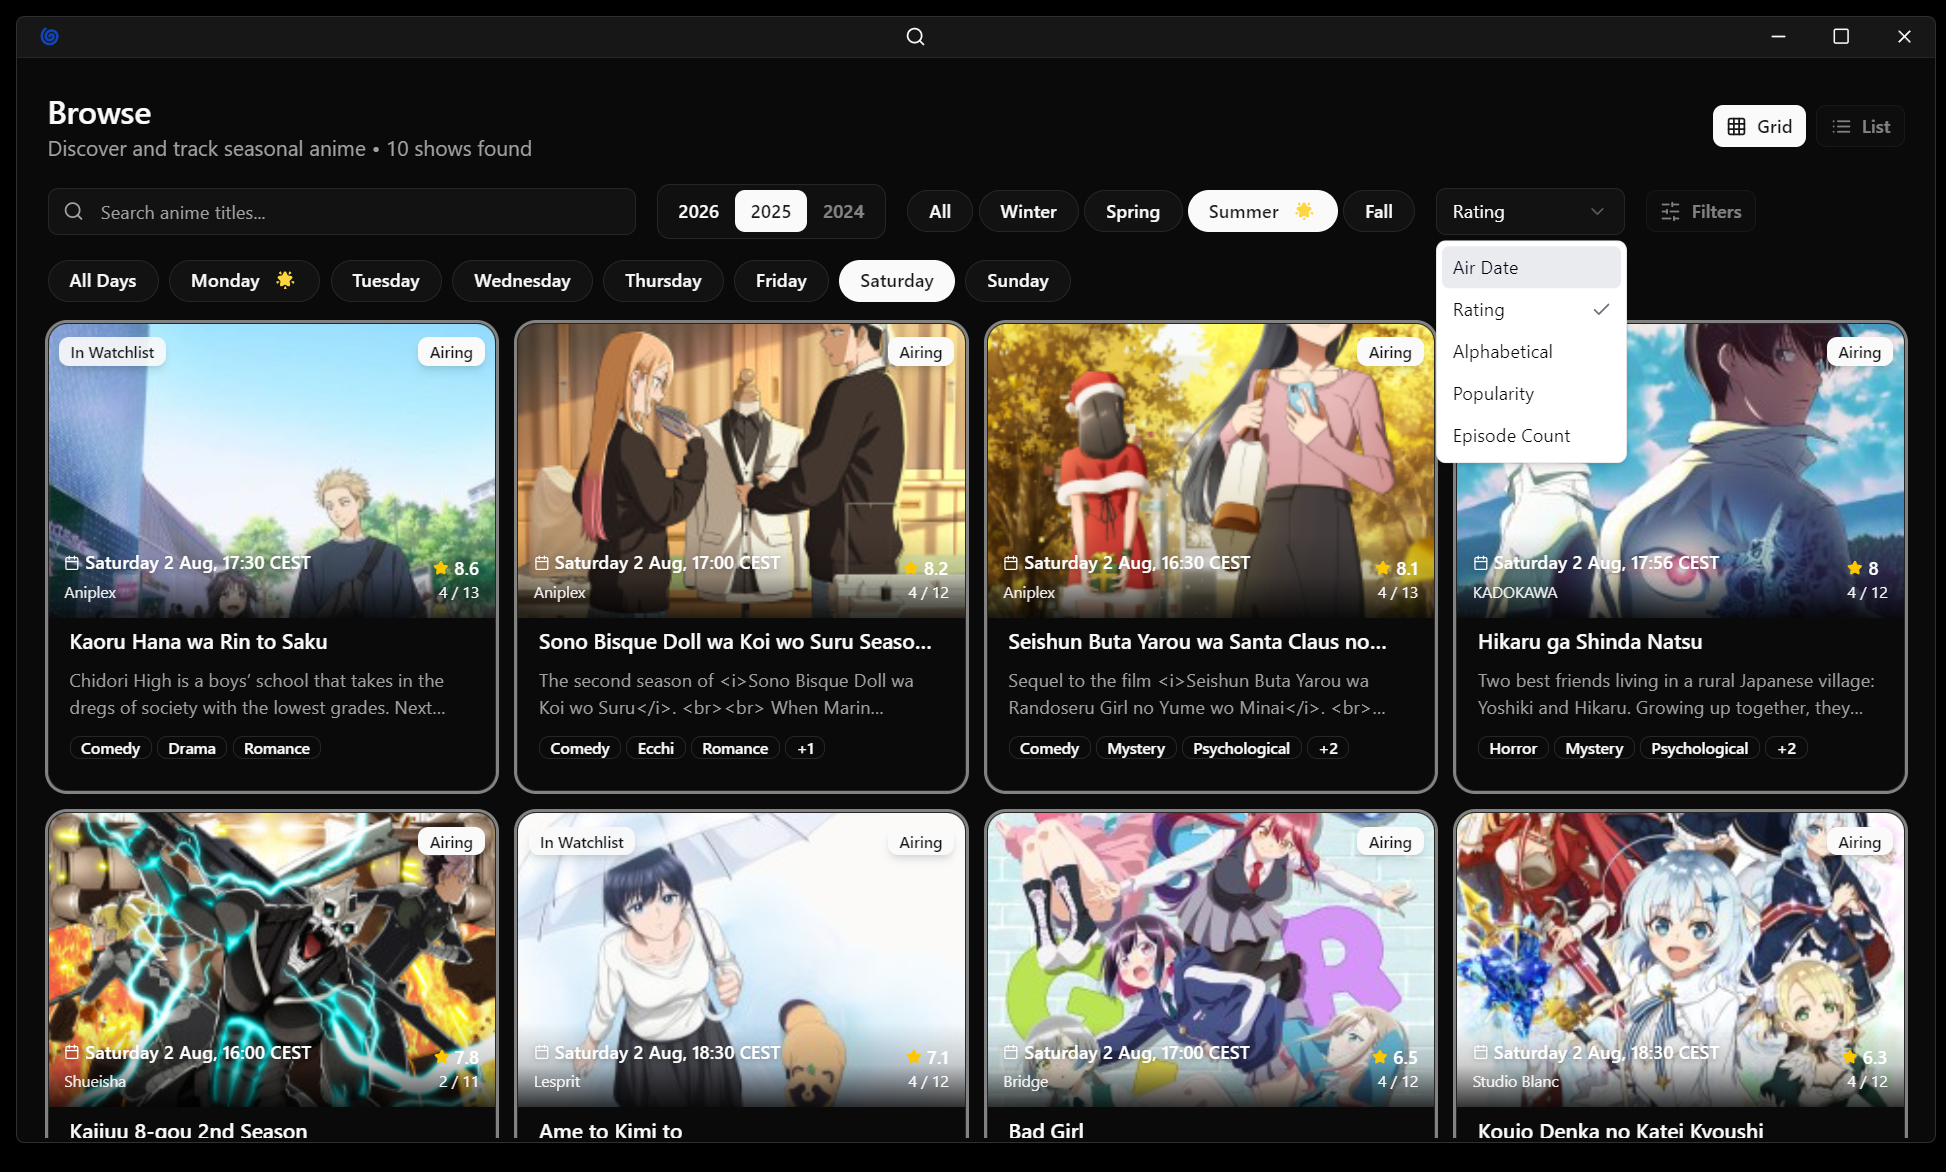 Browse
Discover and track seasonal anime • 10 shows found
Grid
List
Search anime titles...
2026
2025
2024
All
Winter
Spring
Summer
Fall
Rating
Filters
All Days
Monday
Tuesday
Wednesday
Thursday
Friday
Saturday
Sunday
Air Date
Rating
Alphabetical
Popularity
Episode Count
In Watchlist
Airing
Saturday 2 Aug, 17:30 CEST
8.6
Aniplex
4 / 13
Kaoru Hana wa Rin to Saku
Chidori High is a boys’ school that takes in the
dregs of society with the lowest grades. Next...
Comedy
Drama
Romance
Airing
Saturday 2 Aug, 17:00 CEST
8.2
Aniplex
4 / 12
Sono Bisque Doll wa Koi wo Suru Seaso...
The second season of <i>Sono Bisque Doll wa
Koi wo Suru</i>. <br><br> When Marin...
Comedy
Ecchi
Romance
+1
Airing
Saturday 2 Aug, 16:30 CEST
8.1
Aniplex
4 / 13
Seishun Buta Yarou wa Santa Claus no...
Sequel to the film <i>Seishun Buta Yarou wa
Randoseru Girl no Yume wo Minai</i>. <br>...
Comedy
Mystery
Psychological
+2
Airing
Saturday 2 Aug, 17:56 CEST
8
KADOKAWA
4 / 12
Hikaru ga Shinda Natsu
Two best friends living in a rural Japanese village:
Yoshiki and Hikaru. Growing up together, they...
Horror
Mystery
Psychological
+2
Airing
Saturday 2 Aug, 16:00 CEST
7.8
Shueisha
2 / 11
Kaijuu 8-gou 2nd Season
In Watchlist
Airing
Saturday 2 Aug, 18:30 CEST
7.1
Lesprit
4 / 12
Ame to Kimi to
Airing
Saturday 2 Aug, 17:00 CEST
6.5
Bridge
4 / 12
Bad Girl
Airing
Saturday 2 Aug, 18:30 CEST
6.3
Studio Blanc
4 / 12
Koujo Denka no Katei Kyoushi